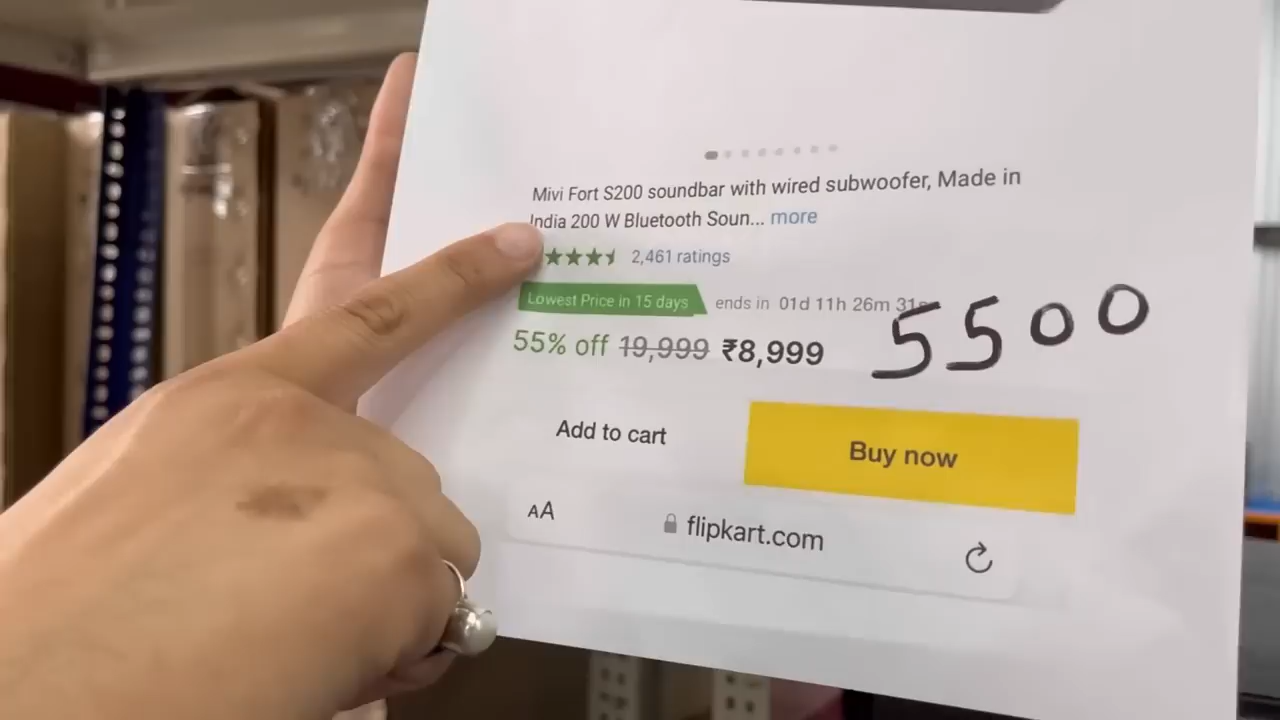 Mivi Fort S200 soundbar with wired subwoofer, Made in
India 200 W Bluetooth Soun... more
2,461 ratings
Lowest Price in 15 days ends in 01d 11h 26m 31s
55% off 19,999 ₹8,999
5500
Add to cart
Buy now
AA
flipkart.com